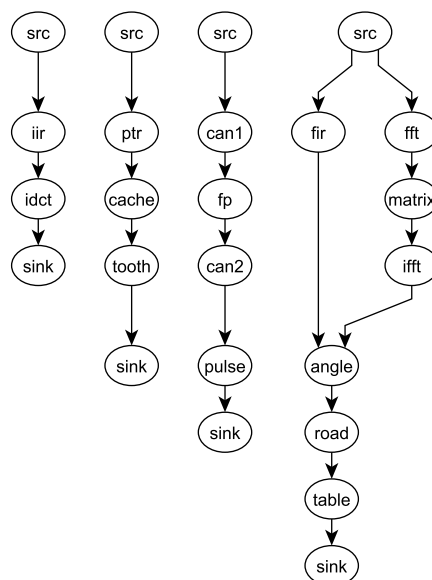 src
src
src
src
iir
ptr
can1
fir
fft
idct
cache
fp
matrix
sink
tooth
can2
ifft
sink
pulse
angle
sink
road
table
sink